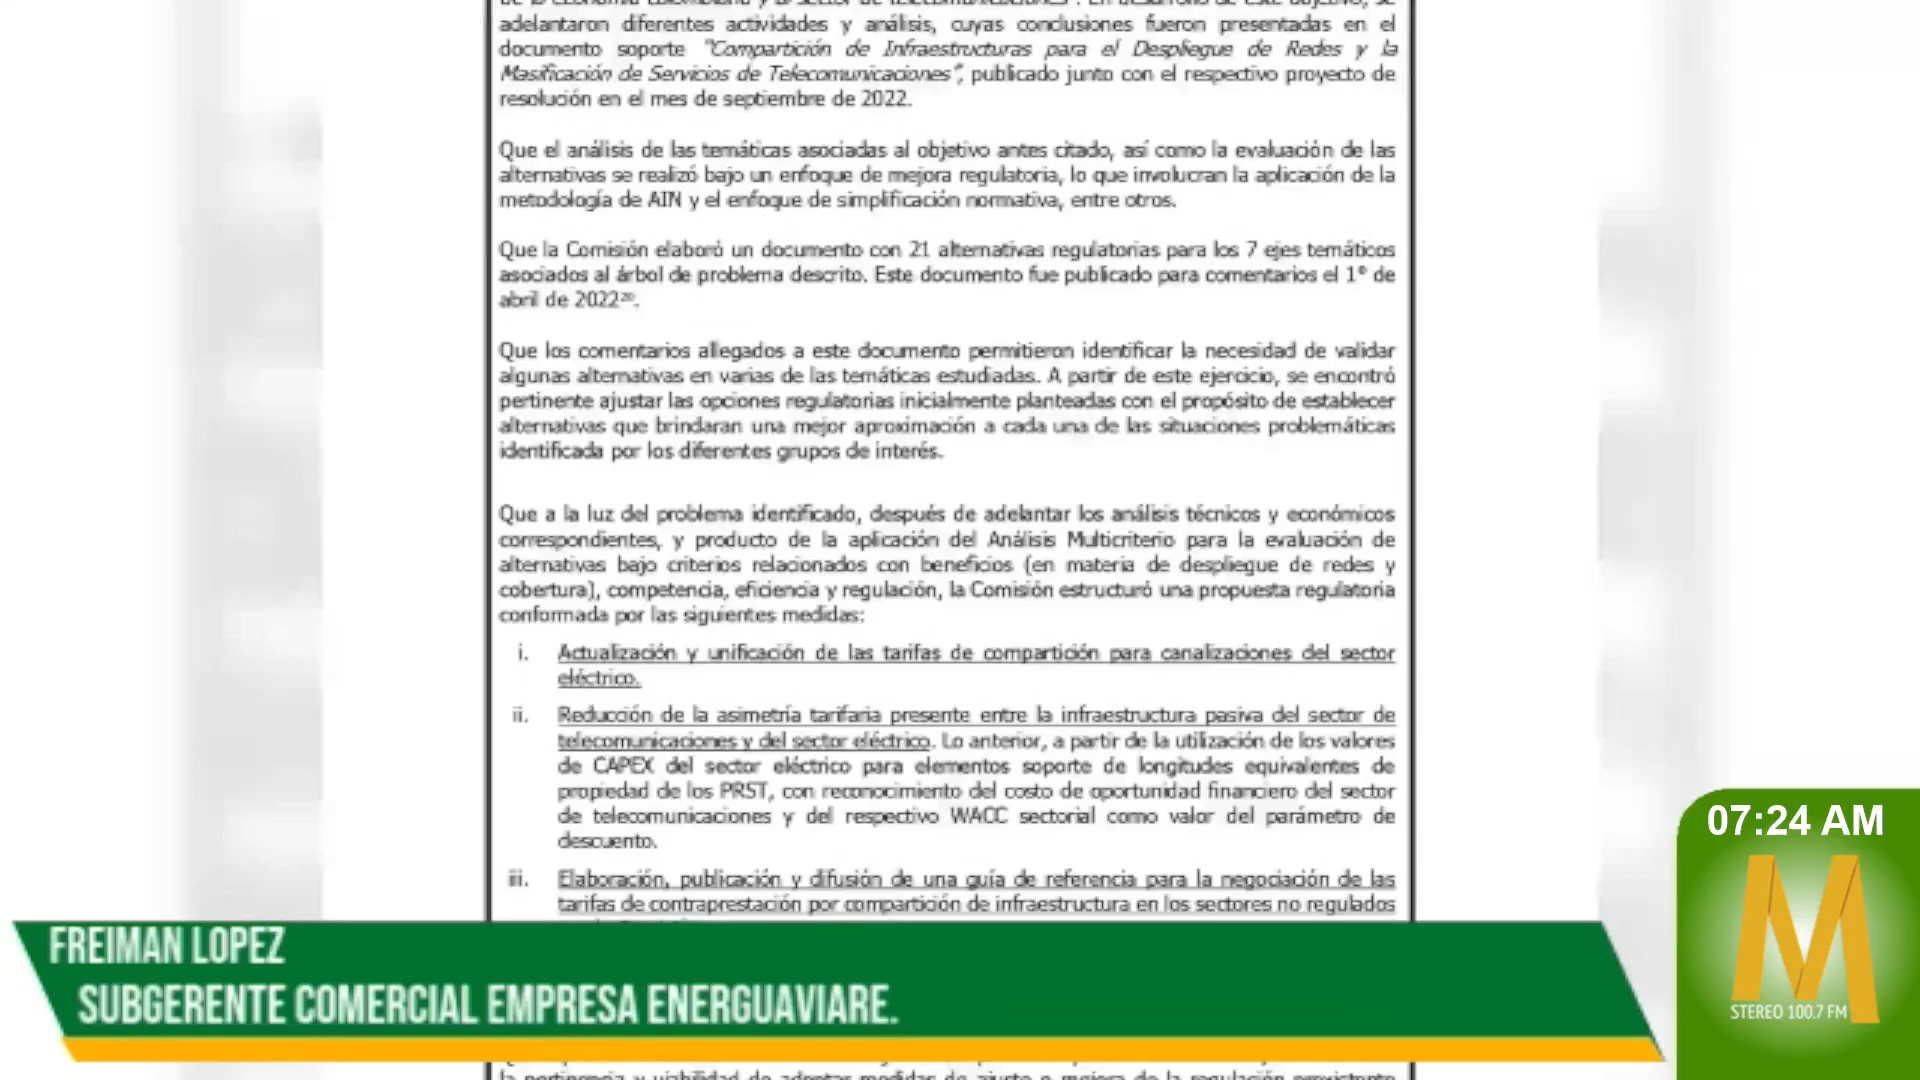 adelantaron diferentes actividades y análisis, cuyas conclusiones fueron presentadas en el
documento soporte "Compartición de Infraestructuras para el Despliegue de Redes y la
Masificación de Servicios de Telecomunicaciones", publicado junto con el respectivo proyecto de
resolución en el mes de septiembre de 2022.
Que el análisis de las temáticas asociadas al objetivo antes citado, así como la evaluación de las
alternativas se realizó bajo un enfoque de mejora regulatoria, lo que involucran la aplicación de la
metodología de AIN y el enfoque de simplificación normativa, entre otros.
Que la Comisión elaboró un documento con 21 alternativas regulatorias para los 7 ejes temáticos
asociados al árbol de problema descrito. Este documento fue publicado para comentarios el 1° de
abril de 2022²⁰.
Que los comentarios allegados a este documento permitieron identificar la necesidad de validar
algunas alternativas en varias de las temáticas estudiadas. A partir de este ejercicio, se encontró
pertinente ajustar las opciones regulatorias inicialmente planteadas con el propósito de establecer
alternativas que brindaran una mejor aproximación a cada una de las situaciones problemáticas
identificada por los diferentes grupos de interés.
Que a la luz del problema identificado, después de adelantar los análisis técnicos y económicos
correspondientes, y producto de la aplicación del Análisis Multicriterio para la evaluación de
alternativas bajo criterios relacionados con beneficios (en materia de despliegue de redes y
cobertura), competencia, eficiencia y regulación, la Comisión estructuró una propuesta regulatoria
conformada por las siguientes medidas:
i. Actualización y unificación de las tarifas de compartición para canalizaciones del sector
eléctrico.
ii. Reducción de la asimetría tarifaria presente entre la infraestructura pasiva del sector de
telecomunicaciones y del sector eléctrico. Lo anterior, a partir de la utilización de los valores
de CAPEX del sector eléctrico para elementos soporte de longitudes equivalentes de
propiedad de los PRST, con reconocimiento del costo de oportunidad financiero del sector
de telecomunicaciones y del respectivo WACC sectorial como valor del parámetro de
descuento.
iii. Elaboración, publicación y difusión de una guía de referencia para la negociación de las
tarifas de contraprestación por compartición de infraestructura en los sectores no regulados
07:24 AM
M
STEREO 100.7 FM
FREIMAN LOPEZ
SUBGERENTE COMERCIAL EMPRESA ENERGUAVIARE.